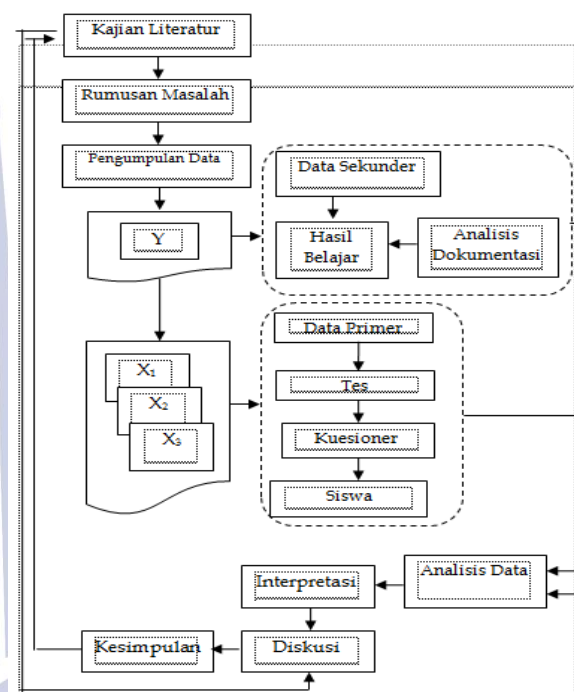 Kajian Literatur
Rumusan Masalah
Pengumpulan Data
Data Sekunder
Y
Hasil
Belajar
Analisis
Dokumentasi
Data Primer
X₁
Tes
X₂
Kuesioner
X₃
Siswa
Analisis Data
Interpretasi
Kesimpulan
Diskusi